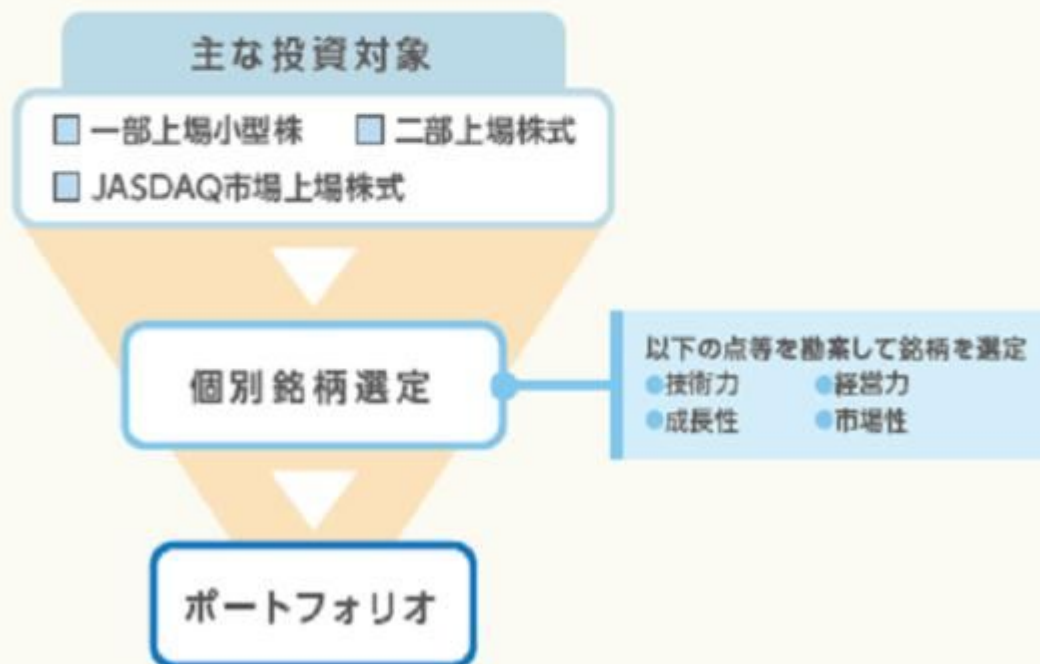 主な投資対象
一部上場小型株 二部上場株式
JASDAQ市場上場株式
個別銘柄選定
以下の点等を勘案して銘柄を選定
●技術力 ●経営力
●成長性 ●市場性
ポートフォリオ